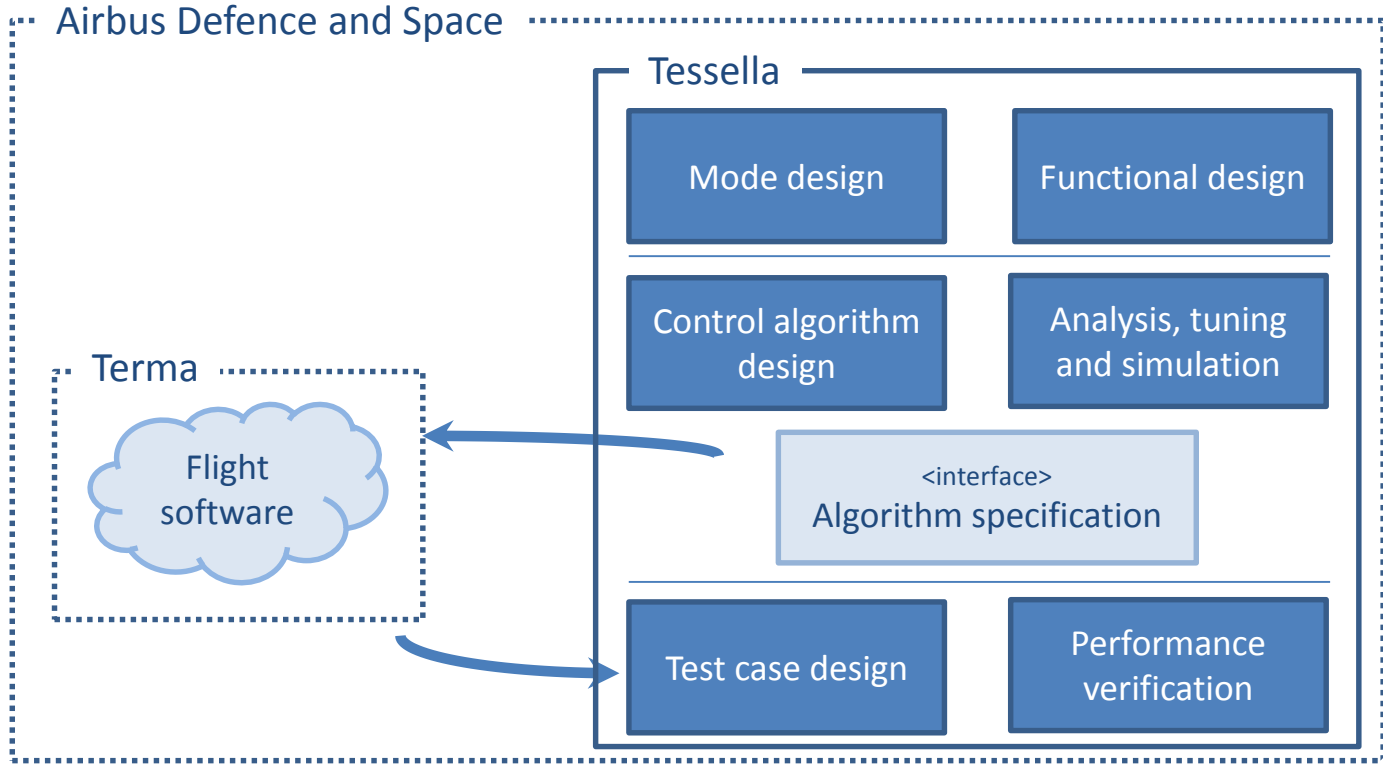 Airbus Defence and Space
Tessella
Mode design
Functional design
Control algorithm
design
Analysis, tuning
and simulation
Terma
Flight
software
<interface>
Algorithm specification
Test case design
Performance
verification